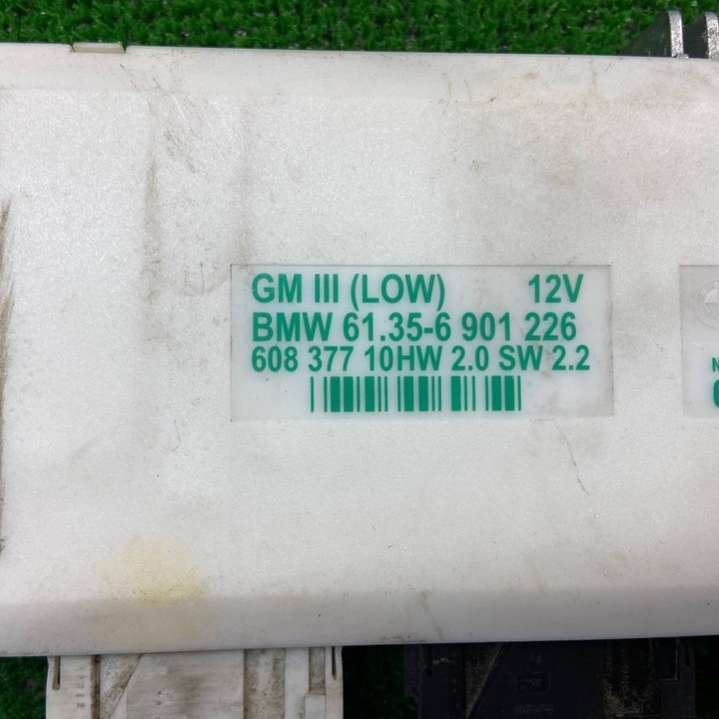 GM III (LOW) 12V
BMW 61.35-6 901 226
608 377 10HW 2.0 SW 2.2
N